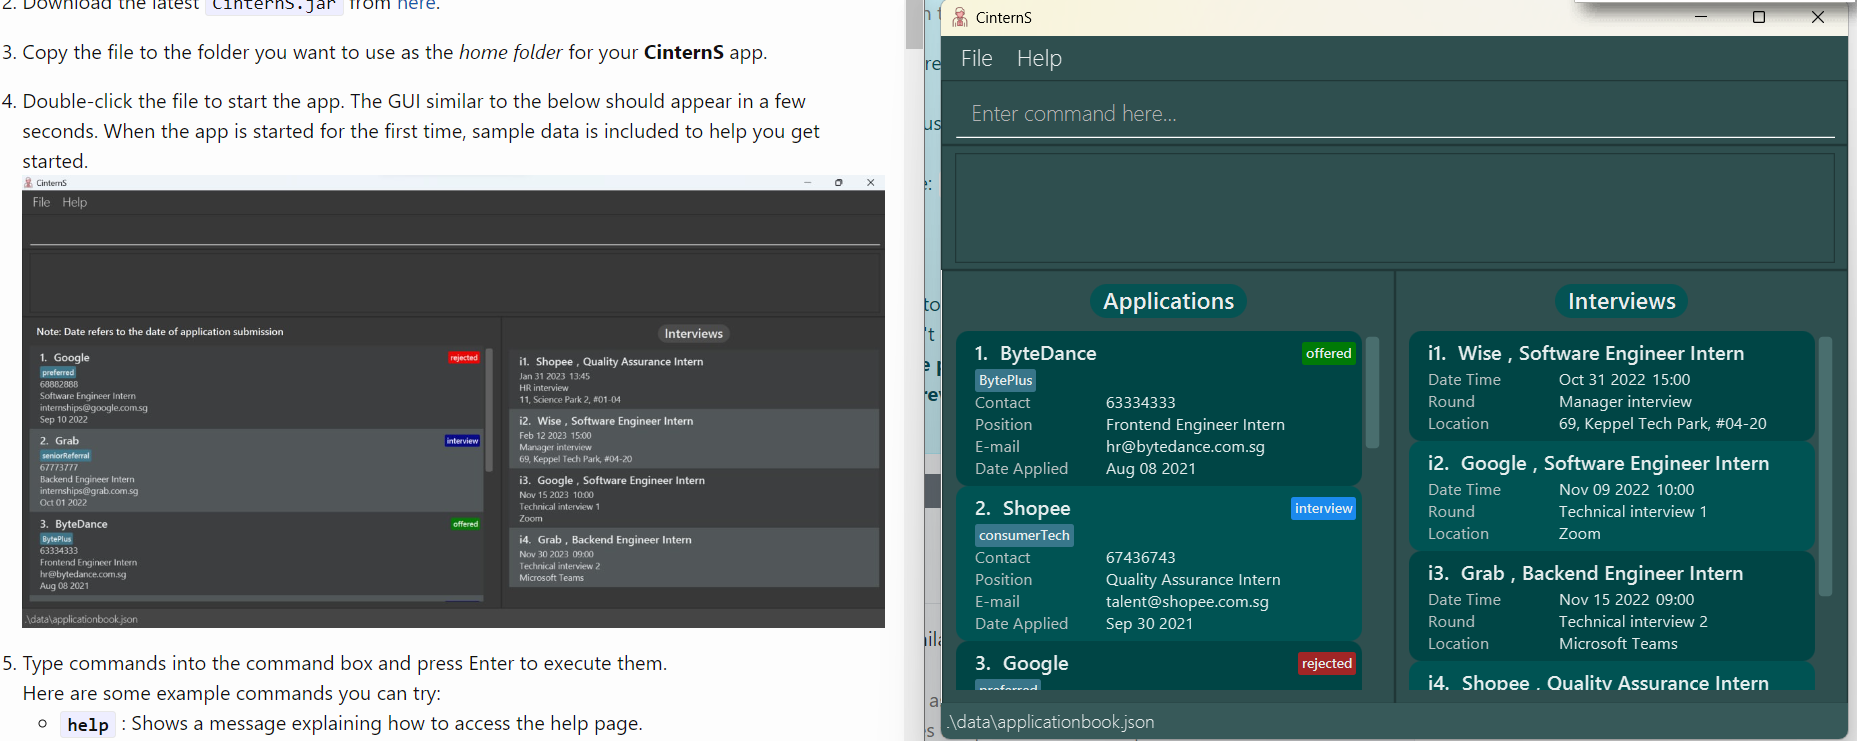 2. Download the latest CinternS.jar from here.
3. Copy the file to the folder you want to use as the home folder for your CinternS app.
4. Double-click the file to start the app. The GUI similar to the below should appear in a few
seconds. When the app is started for the first time, sample data is included to help you get
started.
CinternS
File Help
Note: Date refers to the date of application submission
1. Google
rejected
preferred
68882888
Software Engineer Intern
internships@google.com.sg
Sep 10 2022
2. Grab
interview
seniorReferral
67773777
Backend Engineer Intern
internships@grab.com.sg
Oct 01 2022
3. ByteDance
offered
BytePlus
63334333
Frontend Engineer Intern
hr@bytedance.com.sg
Aug 08 2021
Interviews
i1. Shopee , Quality Assurance Intern
Jan 31 2023 13:45
HR interview
11, Science Park 2, #01-04
i2. Wise , Software Engineer Intern
Feb 12 2023 15:00
Manager interview
69, Keppel Tech Park, #04-20
i3. Google , Software Engineer Intern
Nov 15 2023 10:00
Technical interview 1
Zoom
i4. Grab , Backend Engineer Intern
Nov 30 2023 09:00
Technical interview 2
Microsoft Teams
.\data\applicationbook.json
5. Type commands into the command box and press Enter to execute them.
Here are some example commands you can try:
help : Shows a message explaining how to access the help page.
CinternS
File Help
Enter command here...
Applications
1. ByteDance
offered
BytePlus
Contact 63334333
Position Frontend Engineer Intern
E-mail hr@bytedance.com.sg
Date Applied Aug 08 2021
2. Shopee
interview
consumerTech
Contact 67436743
Position Quality Assurance Intern
E-mail talent@shopee.com.sg
Date Applied Sep 30 2021
3. Google
rejected
preferred
Interviews
i1. Wise , Software Engineer Intern
Date Time Oct 31 2022 15:00
Round Manager interview
Location 69, Keppel Tech Park, #04-20
i2. Google , Software Engineer Intern
Date Time Nov 09 2022 10:00
Round Technical interview 1
Location Zoom
i3. Grab , Backend Engineer Intern
Date Time Nov 15 2022 09:00
Round Technical interview 2
Location Microsoft Teams
i4. Shopee , Quality Assurance Intern
.\data\applicationbook.json